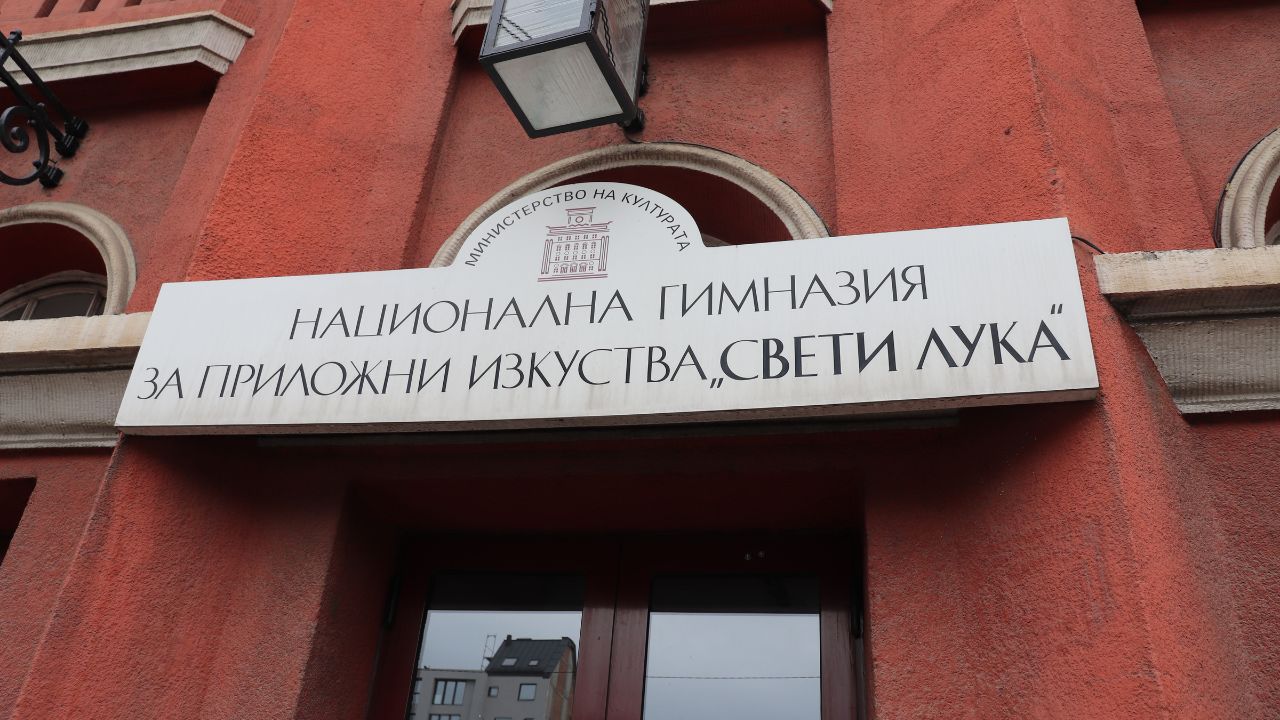 МИНИСТЕРСТВО НА КУЛТУРАТА
НАЦИОНАЛНА ГИМНАЗИЯ
ЗА ПРИЛОЖНИ ИЗКУСТВА „СВЕТИ ЛУКА“